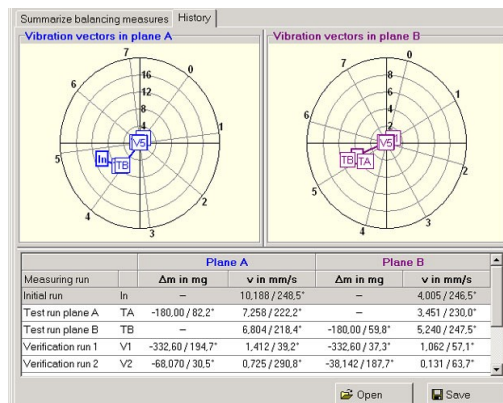 Summarize balancing measures History
Vibration vectors in plane A Vibration vectors in plane B
7 0 16 12 8 4 6 1 5 2 4 3 In TB V5
7 0 8 6 4 2 6 1 5 2 4 3 TB TA V5
Plane A Plane B
Measuring run Δm in mg v in mm/s Δm in mg v in mm/s
Initial run In – 10,188 / 248,5° – 4,005 / 246,5°
Test run plane A TA -180,00 / 82,2° 7,258 / 222,2° – 3,451 / 230,0°
Test run plane B TB – 6,804 / 218,4° -180,00 / 59,8° 5,240 / 247,5°
Verification run 1 V1 -332,60 / 194,7° 1,412 / 39,2° -332,60 / 37,3° 1,062 / 57,1°
Verification run 2 V2 -68,070 / 30,5° 0,725 / 290,8° -38,142 / 187,7° 0,131 / 63,7°
Open Save